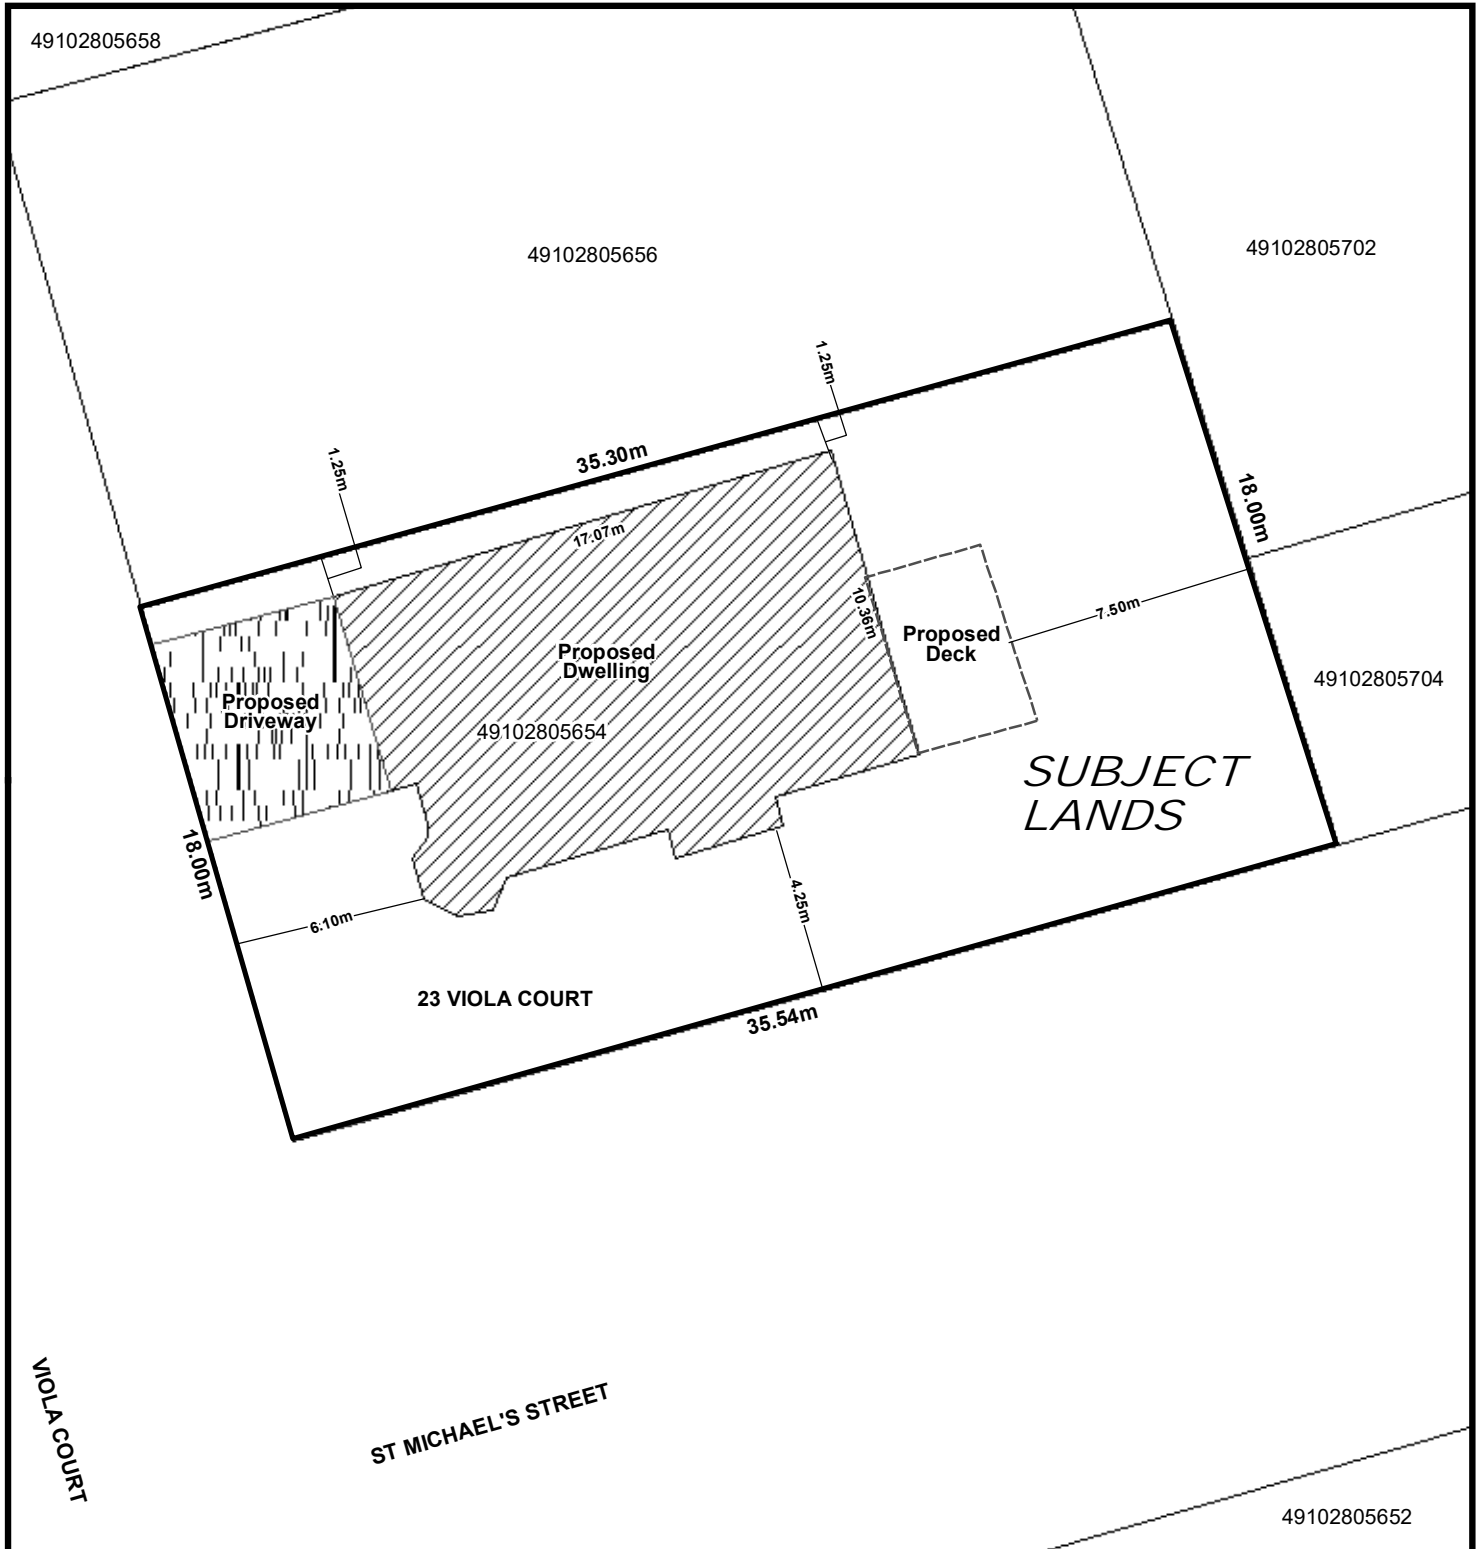 49102805658
49102805656
49102805702
1.25m
1.25m
35.30m
18.00m
17.07m
10.36m
7.50m
Proposed
Deck
Proposed
Dwelling
49102805704
Proposed
Driveway
49102805654
SUBJECT
LANDS
18.00m
4.25m
6.10m
23 VIOLA COURT
35.54m
VIOLA COURT
ST MICHAEL'S STREET
49102805652